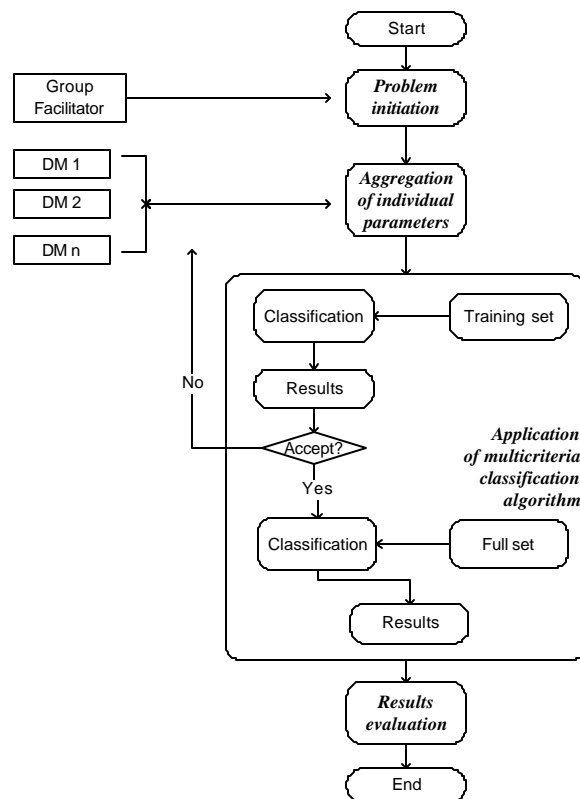 Start
Group
Facilitator
Problem
initiation
DM 1
DM 2
DM n
Aggregation
of individual
parameters
Classification
Training set
No
Results
Accept?
Application
of multicriteria
classification
algorithm
Yes
Classification
Full set
Results
Results
evaluation
End